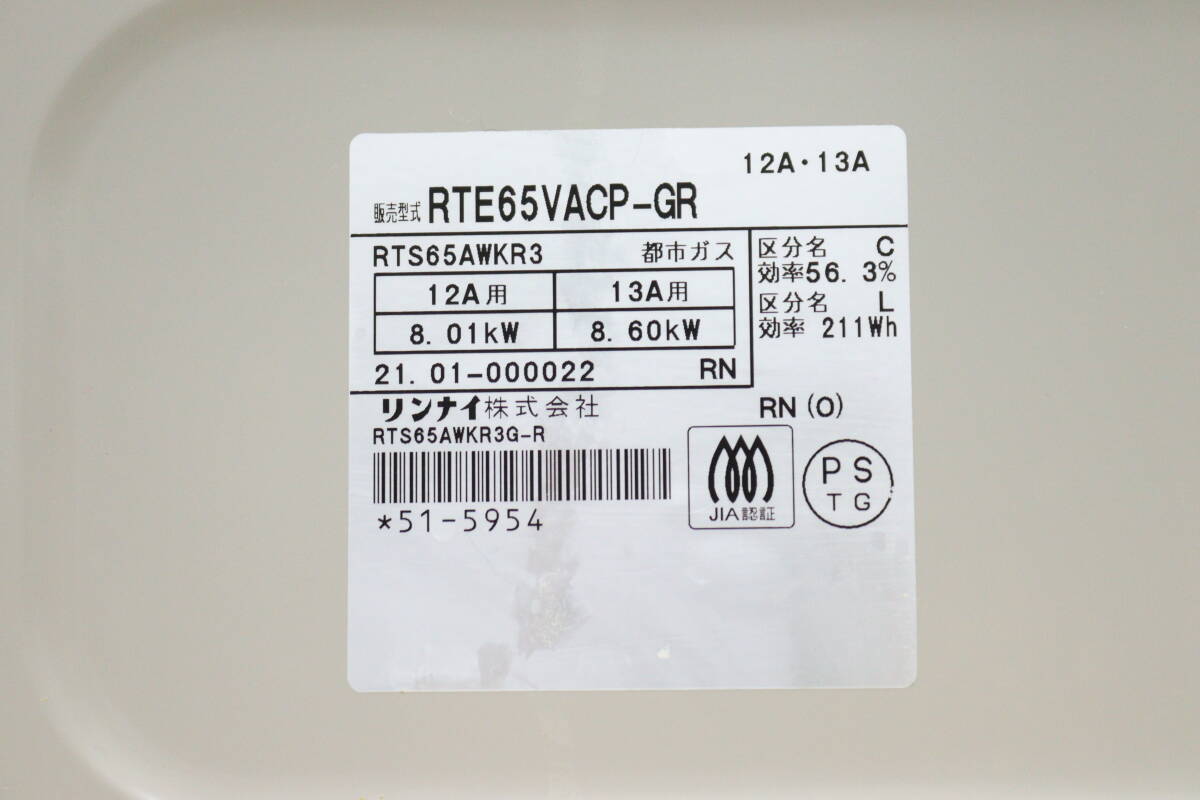 12A・13A
販売型式 RTE65VACP-GR
RTS65AWKR3 都市ガス
12A用 13A用
8.01kW 8.60kW
21.01-000022 RN
区分名 C
効率56.3%
区分名 L
効率 211Wh
リンナイ株式会社 RN(O)
RTS65AWKR3G-R
*51-5954
JIA認証
PS
TG